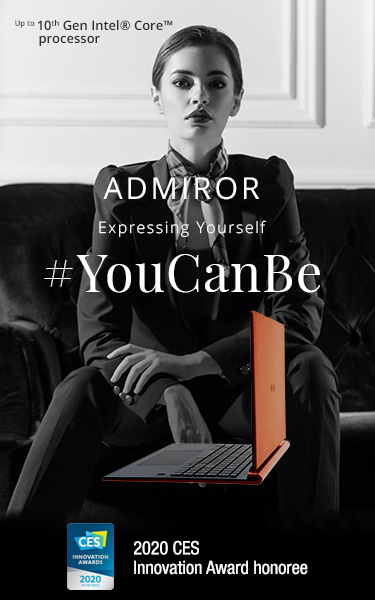 Up to 10th Gen Intel® Core™
processor
ADMIROR
Expressing Yourself
#YouCanBe
CES
INNOVATION
AWARDS
2020
2020 CES
Innovation Award honoree